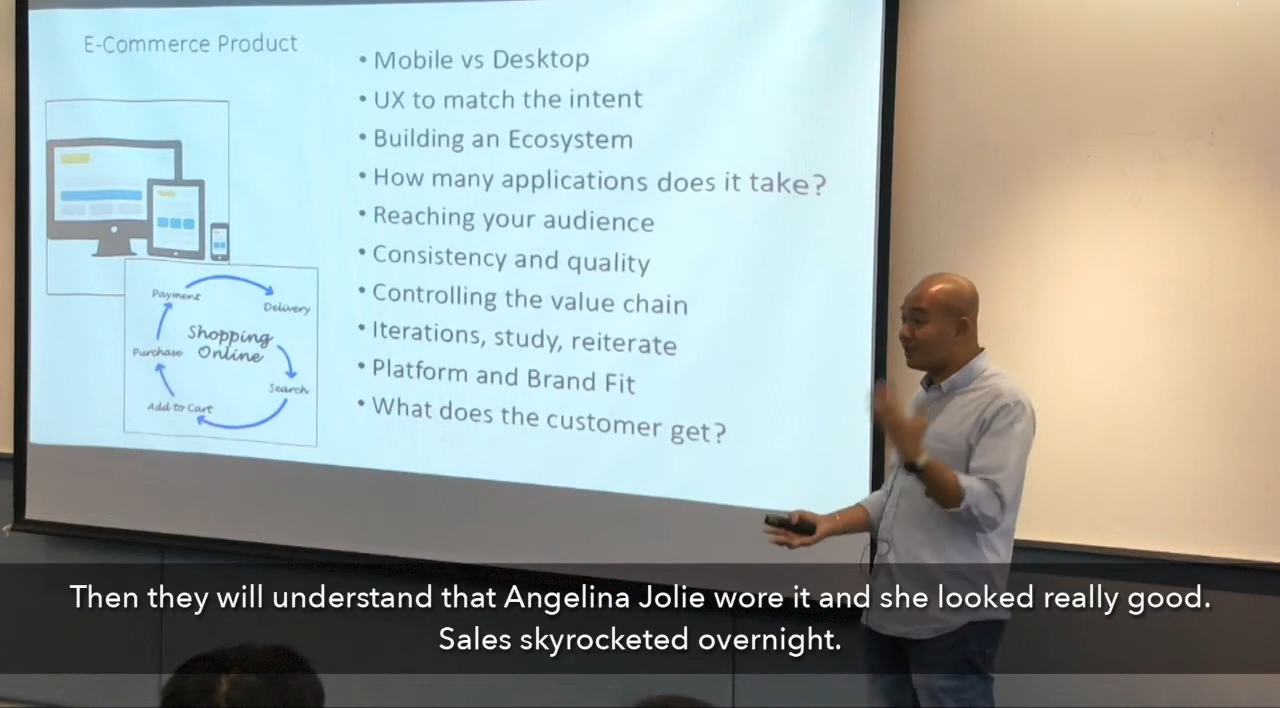 E-Commerce Product
• Mobile vs Desktop
• UX to match the intent
• Building an Ecosystem
• How many applications does it take?
• Reaching your audience
• Consistency and quality
• Controlling the value chain
• Iterations, study, reiterate
• Platform and Brand Fit
• What does the customer get?
Payment
Delivery
Shopping
Online
Purchase
Search
Add to Cart
Then they will understand that Angelina Jolie wore it and she looked really good.
Sales skyrocketed overnight.